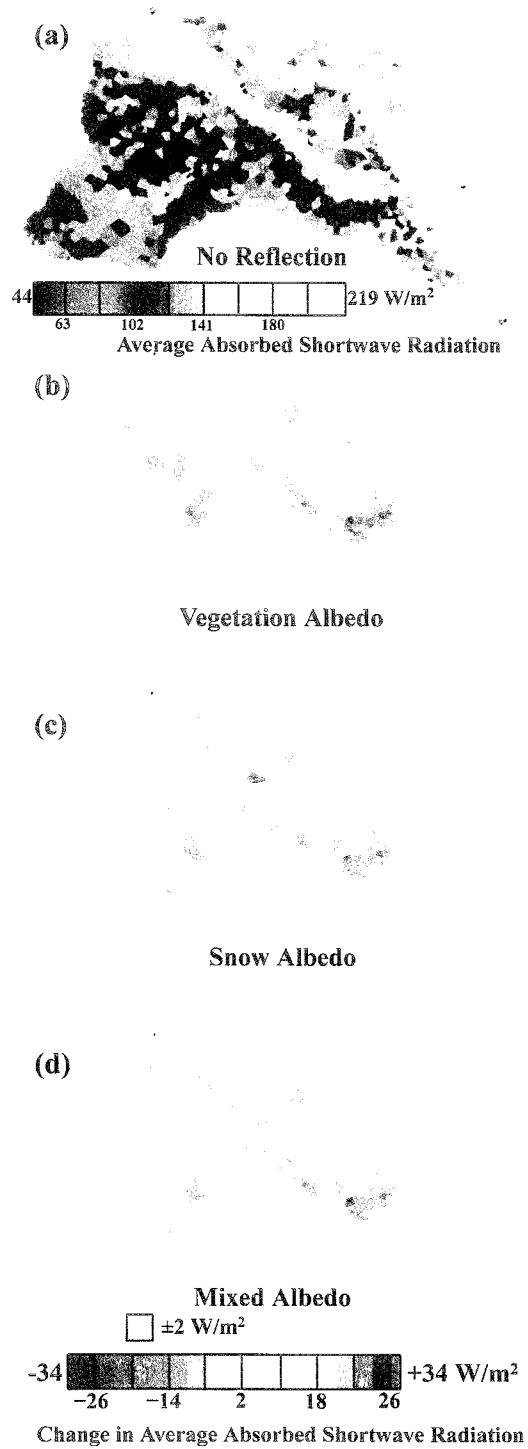 (a)
No Reflection
44 219 W/m²
63 102 141 180
Average Absorbed Shortwave Radiation
(b)
Vegetation Albedo
(c)
Snow Albedo
(d)
Mixed Albedo
±2 W/m²
-34 +34 W/m²
−26 −14 2 18 26
Change in Average Absorbed Shortwave Radiation